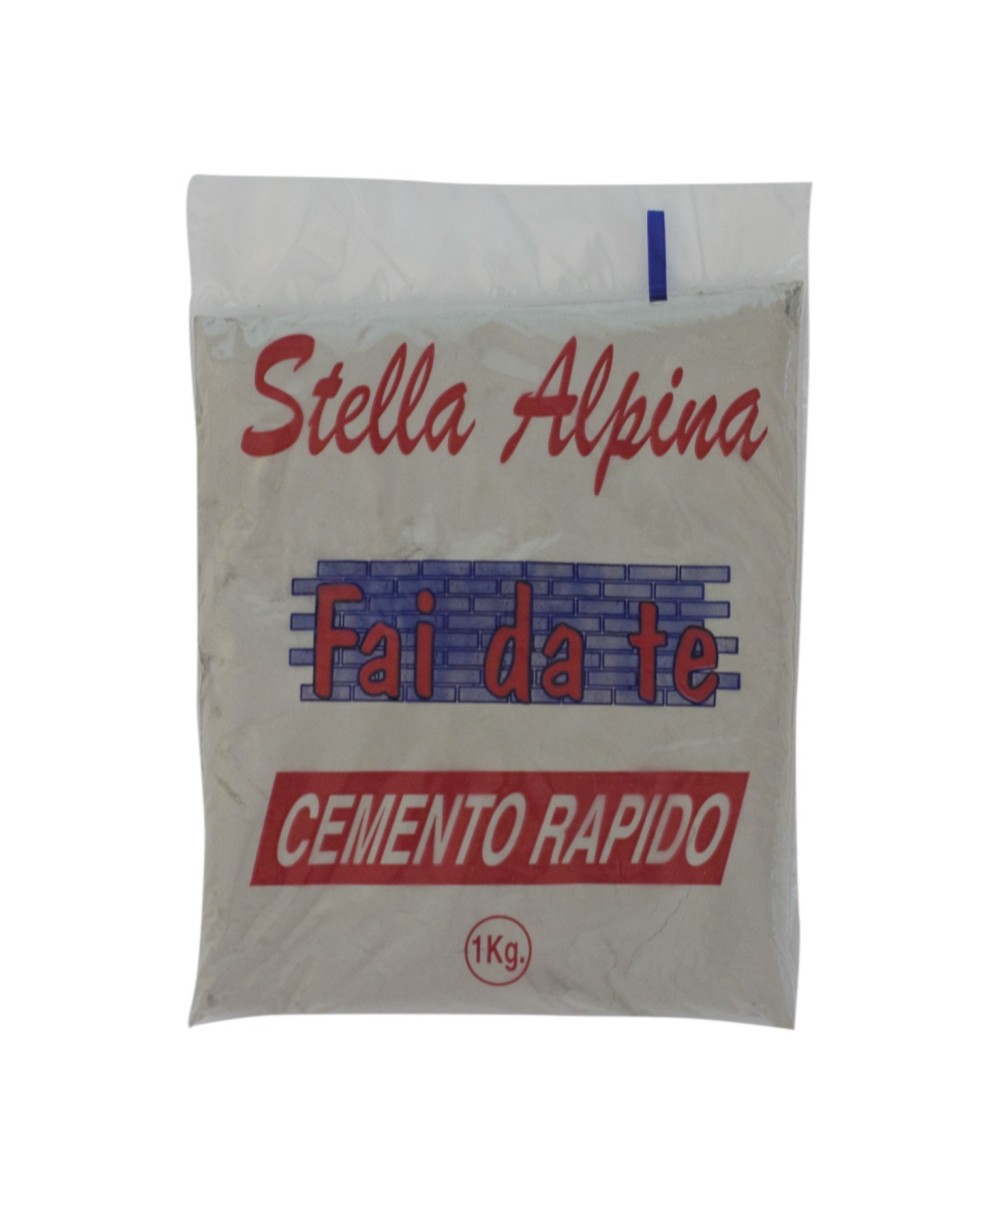 Stella Alpina
Fai da te
CEMENTO RAPIDO
1Kg.